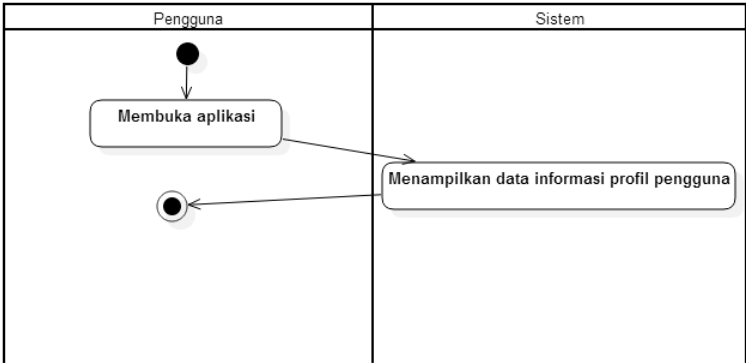 Pengguna
Sistem
Membuka aplikasi
Menampilkan data informasi profil pengguna